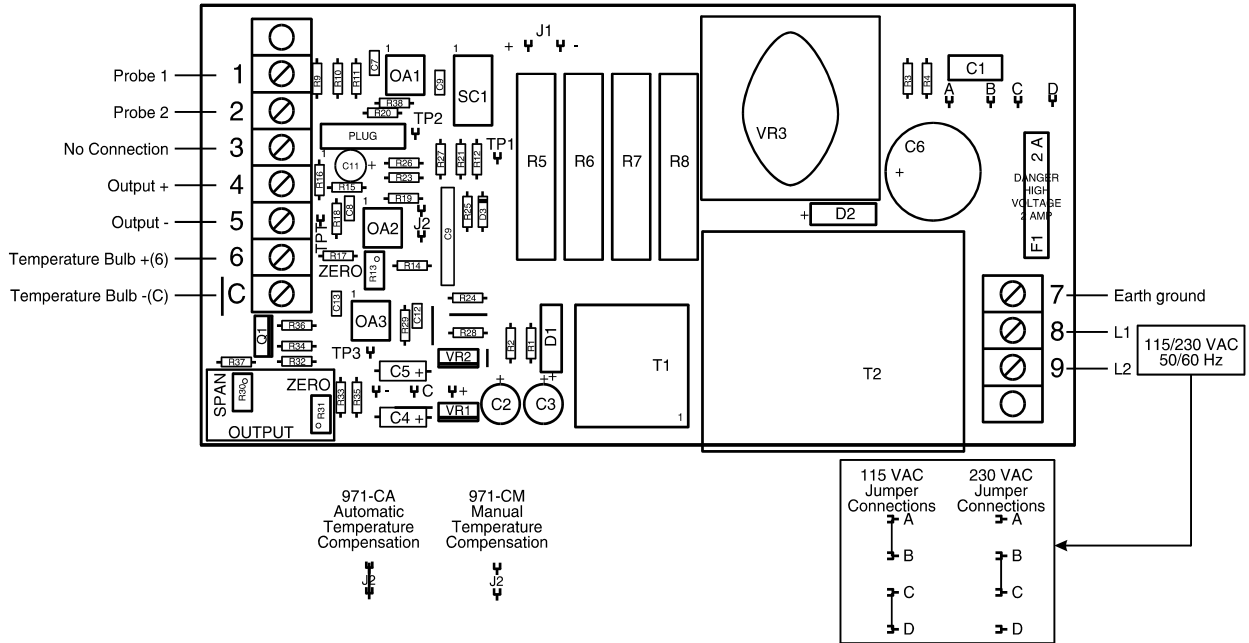 Probe 1
Probe 2
No Connection
Output +
Output -
Temperature Bulb +(6)
Temperature Bulb -(C)
1
2
3
4
5
6
C
R9
R10
R11
C7
1
OA1
C9
1
SC1
+ J1 -
R38
R20
TP2
PLUG
1
C11 +
R26
R23
R27
R21
R12
TP1
R16
R15
R19
R18
C8
TP1
1
OA2
J2
R25
D3
C9
R17
ZERO
R13
R14
R5
R6
R7
R8
VR3
R3
R4
C1
A
B
C
D
C6
+
F1 2 A
DANGER
HIGH
VOLTAGE
2 AMP
+ D2
C13
1
OA3
R29
C12
R24
R28
Q1
R36
R34
R32
R37
TP3
C5 +
VR2
R2
R1
D1
+
- C +
C4 +
VR1
+
C2
+
C3
T1
1
T2
SPAN
R30
ZERO
R31
OUTPUT
R33
R35
7
8
9
Earth ground
L1
L2
115/230 VAC
50/60 Hz
971-CA
Automatic
Temperature
Compensation
J2
971-CM
Manual
Temperature
Compensation
J2
115 VAC
Jumper
Connections
A
B
C
D
230 VAC
Jumper
Connections
A
B
C
D